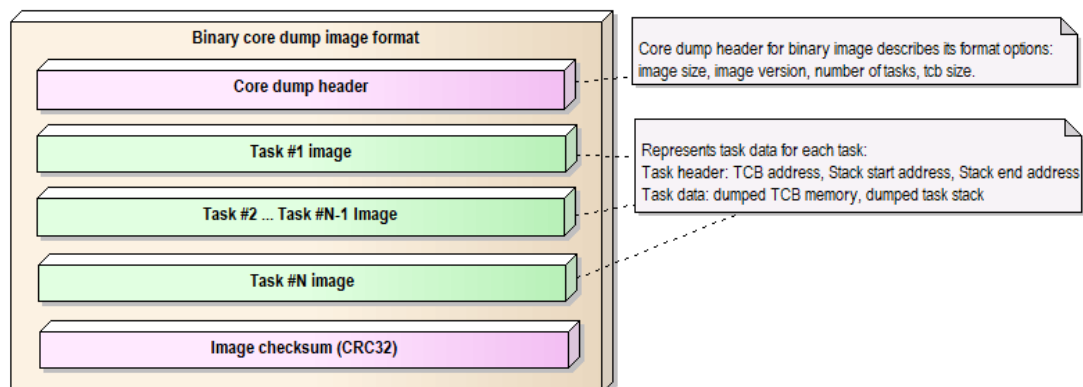 Binary core dump image format
Core dump header
Task #1 image
Task #2 ... Task #N-1 Image
Task #N image
Image checksum (CRC32)
Core dump header for binary image describes its format options:
image size, image version, number of tasks, tcb size.
Represents task data for each task:
Task header: TCB address, Stack start address, Stack end address
Task data: dumped TCB memory, dumped task stack